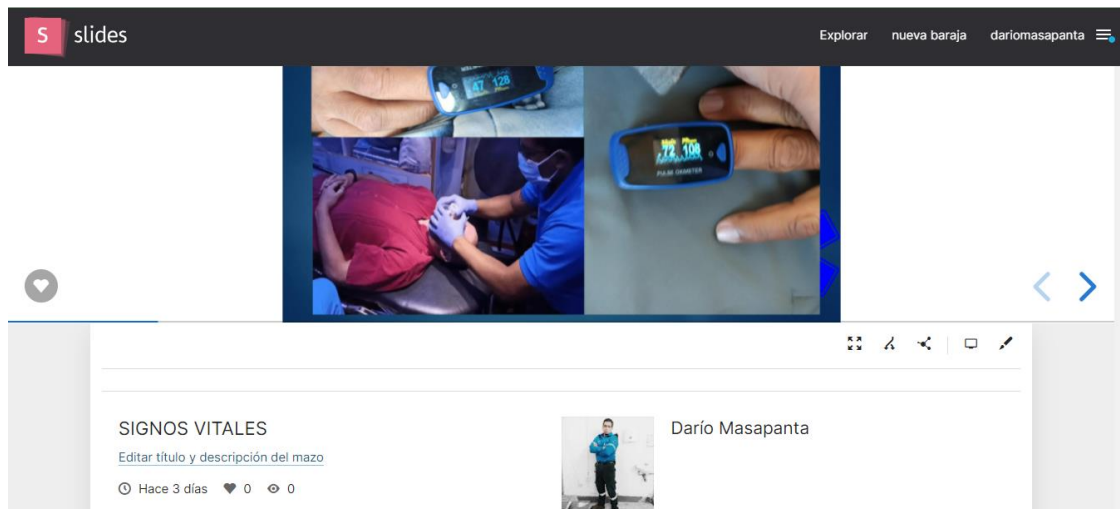 S slides
Explorar nueva baraja dariomasapanta
47 128
72 108
PULSE OXIMETER
SIGNOS VITALES
Darío Masapanta
Editar título y descripción del mazo
Hace 3 días 0 0